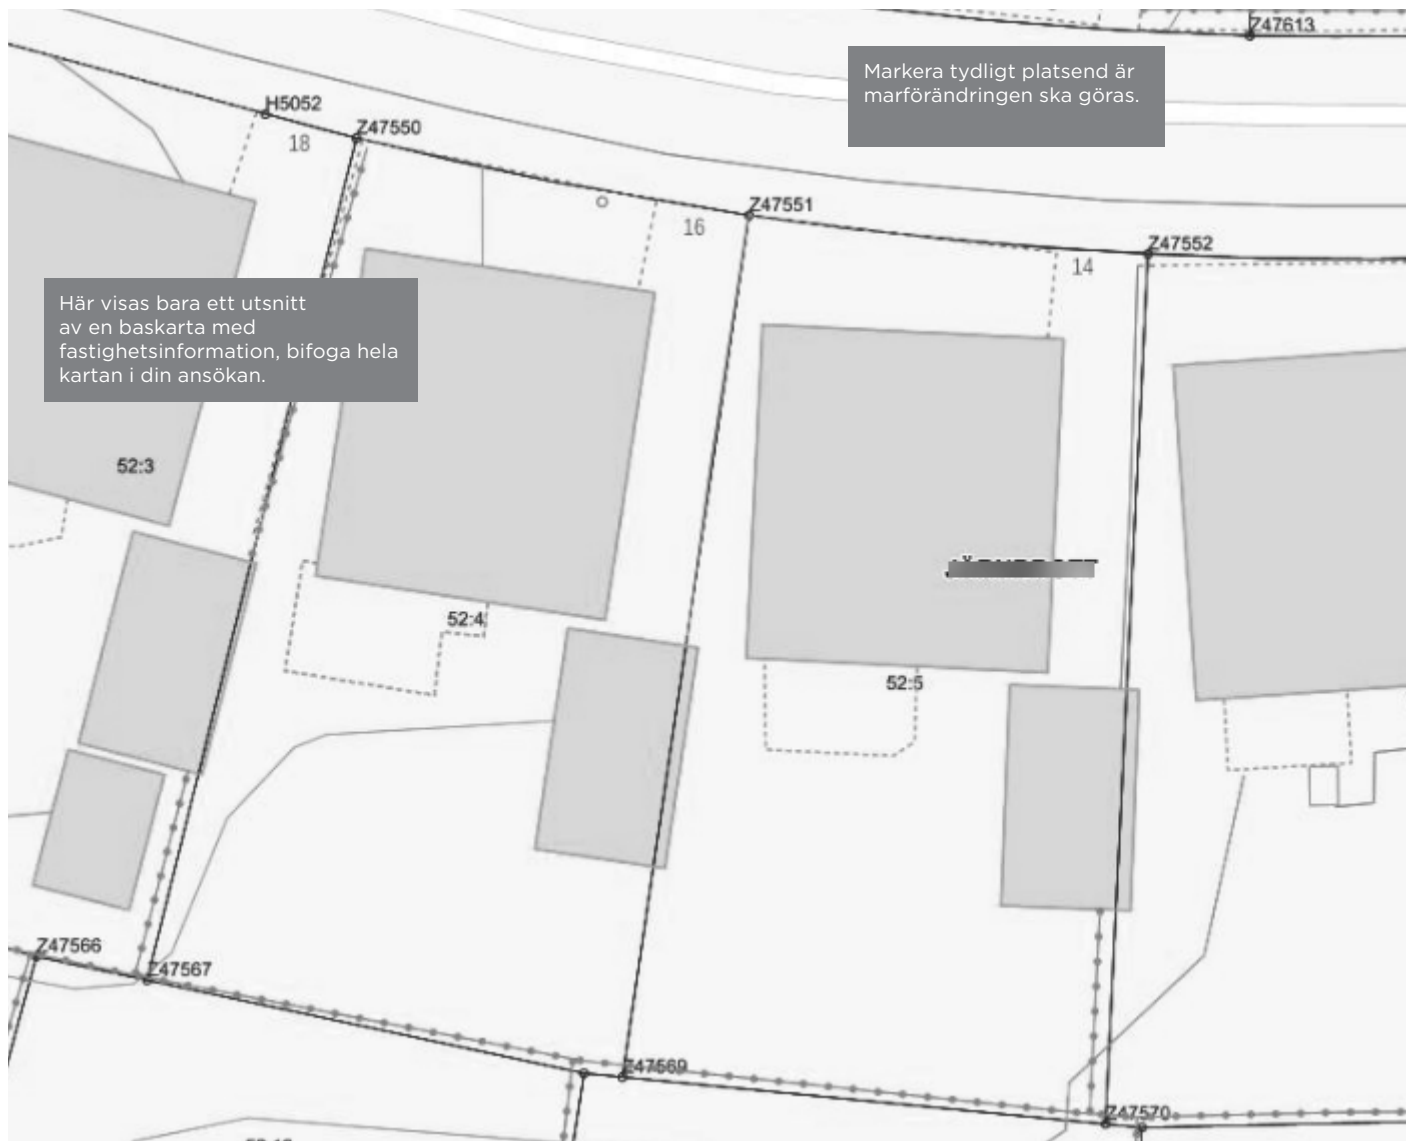 Z47613
Markera tydligt platsend är
marförändringen ska göras.
H5052
Z47550
18
Z47551
16
Z47552
14
Här visas bara ett utsnitt
av en baskarta med
fastighetsinformation, bifoga hela
kartan i din ansökan.
52:3
52:4
52:5
Z47566
Z47567
Z47569
Z47570